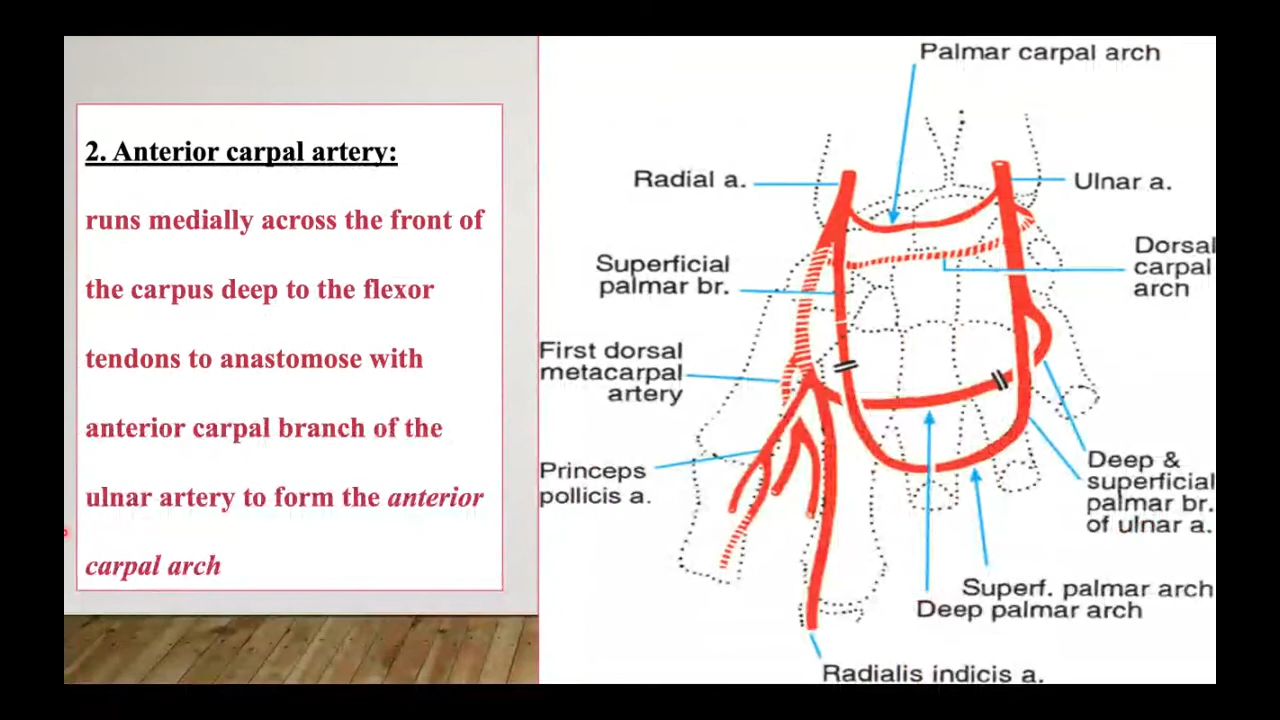 2. Anterior carpal artery:
runs medially across the front of
the carpus deep to the flexor
tendons to anastomose with
anterior carpal branch of the
ulnar artery to form the anterior
carpal arch
Palmar carpal arch
Radial a.
Ulnar a.
Superficial
palmar br.
Dorsal
carpal
arch
First dorsal
metacarpal
artery
Princeps
pollicis a.
Deep &
superficial
palmar br.
of ulnar a.
Superf. palmar arch
Deep palmar arch
Radialis indicis a.